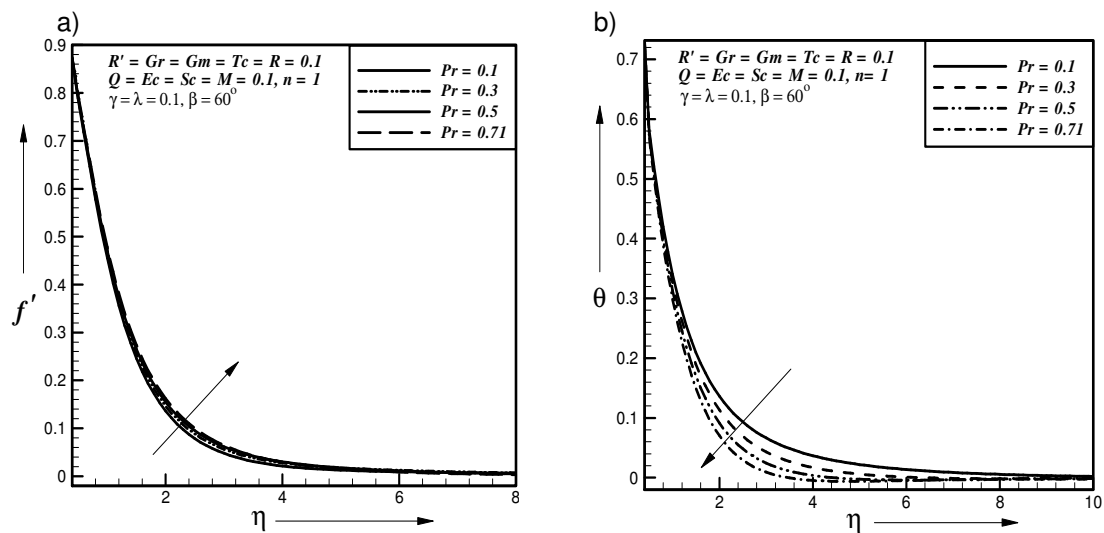 a)
R' = Gr = Gm = Tc = R = 0.1
Q = Ec = Sc = M = 0.1, n = 1
γ = λ = 0.1, β = 60°
Pr = 0.1
Pr = 0.3
Pr = 0.5
Pr = 0.71
0.9
0.8
0.7
0.6
0.5
0.4
0.3
0.2
0.1
0
f'
2
4
6
8
η
b)
R' = Gr = Gm = Tc = R = 0.1
Q = Ec = Sc = M = 0.1, n= 1
γ = λ = 0.1, β = 60°
Pr = 0.1
Pr = 0.3
Pr = 0.5
Pr = 0.71
0.7
0.6
0.5
0.4
0.3
0.2
0.1
0
θ
2
4
6
8
10
η